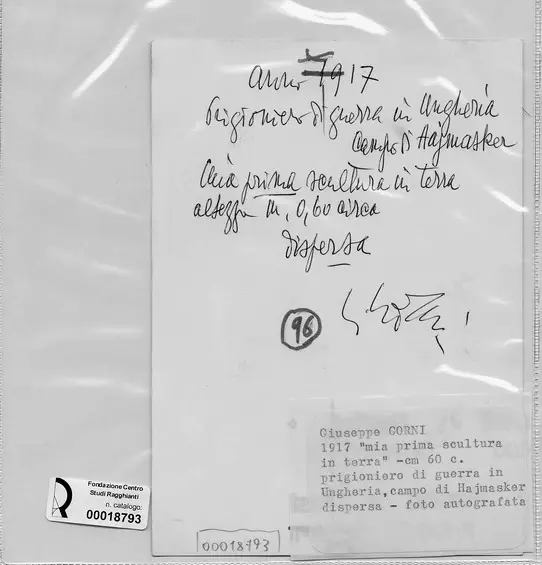 anno 1917
Prigioniero di guerra in Ungheria
Campo di Hajmasker
Mia prima scultura in terra
altezza m, 0,60 circa
dispersa
96
Giuseppe GORNI
1917 "mia prima scultura
in terra" -cm 60 c.
prigioniero di guerra in
Ungheria,campo di Hajmasker
dispersa - foto autografata
Fondazione Centro
Studi Ragghianti
n. catalogo:
00018793
00018793